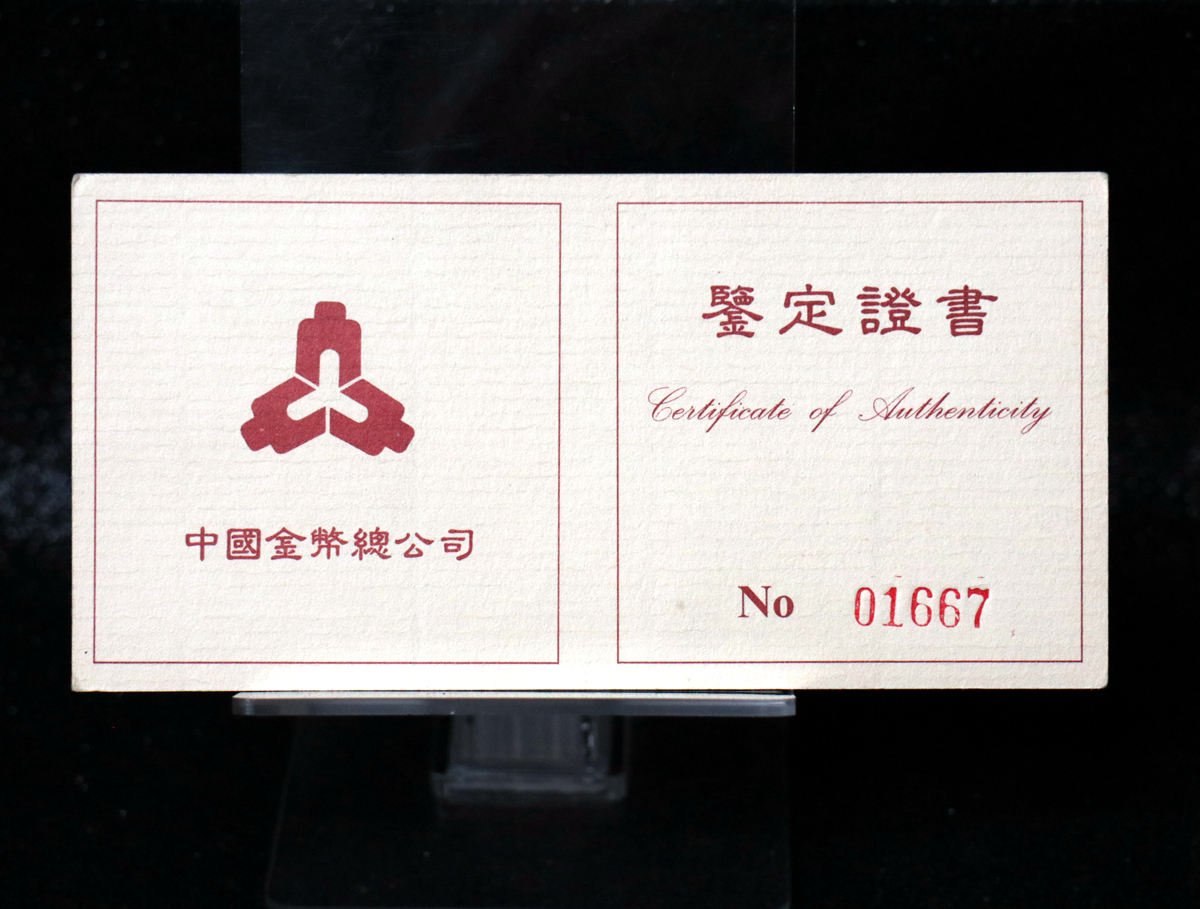 中國金幣總公司
鑒定證書
Certificate of Authenticity
No 01667